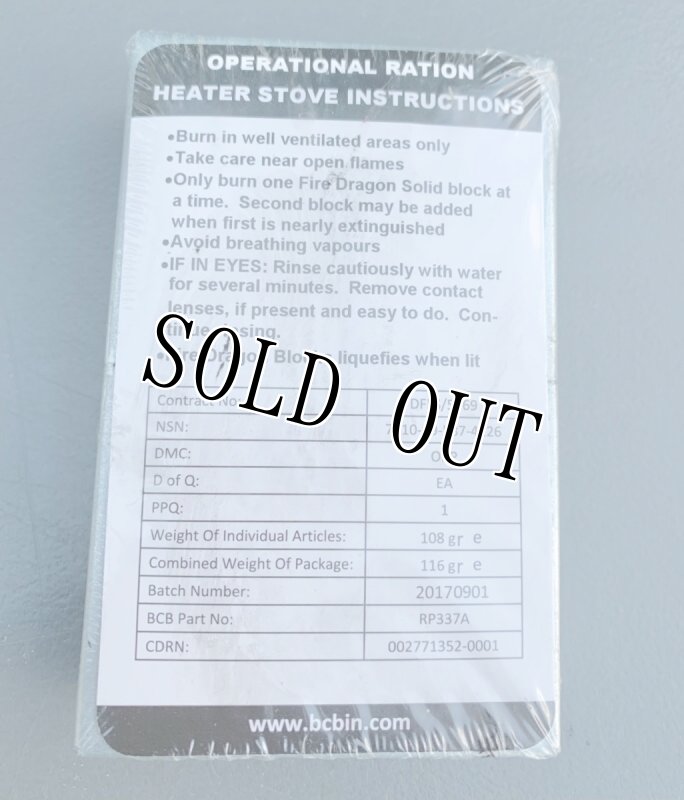 OPERATIONAL RATION
HEATER STOVE INSTRUCTIONS
•Burn in well ventilated areas only
•Take care near open flames
•Only burn one Fire Dragon Solid block at
a time. Second block may be added
when first is nearly extinguished
•Avoid breathing vapours
•IF IN EYES: Rinse cautiously with water
for several minutes. Remove contact
lenses, if present and easy to do. Con-
liquefies when lit
SOLD OUT
Contract
NSN:
DMC:
D of Q: EA
PPQ: 1
Weight Of Individual Articles: 108 gr e
Combined Weight Of Package: 116 gr e
Batch Number: 20170901
BCB Part No: RP337A
CDRN: 002771352-0001
www.bcbin.com